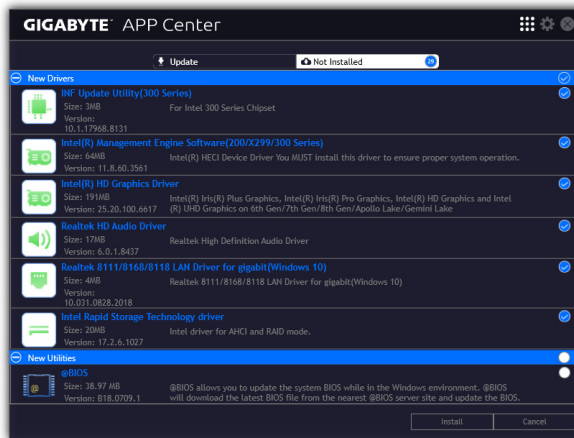 GIGABYTE™ APP Center
Update
Not Installed
29
New Drivers
INF Update Utility(300 Series)
Size: 3MB
For Intel 300 Series Chipset
Version:
10.1.17968.8131
Intel(R) Management Engine Software(200/X299/300 Series)
Size: 64MB
Intel(R) HECI Device Driver You MUST install this driver to ensure proper system operation.
Version: 11.8.60.3561
Intel(R) HD Graphics Driver
Size: 191MB
Intel(R) Iris(R) Plus Graphics, Intel(R) Iris(R) Pro Graphics, Intel(R) HD Graphics and Intel
Version: 25.20.100.6617
(R) UHD Graphics on 6th Gen/7th Gen/8th Gen/Apollo Lake/Gemini Lake
Realtek HD Audio Driver
Size: 17MB
Realtek High Definition Audio Driver
Version: 6.0.1.8437
Realtek 8111/8168/8118 LAN Driver for gigabit(Windows 10)
Size: 4MB
Realtek 8111/8168/8118 LAN Driver for gigabit(Windows 10)
Version:
10.031.0828.2018
Intel Rapid Storage Technology driver
Size: 20MB
Intel driver for AHCI and RAID mode.
Version: 17.2.6.1027
New Utilities
@BIOS
@
Size: 38.97 MB
@BIOS allows you to update the system BIOS while in the Windows environment. @BIOS
Version: B18.0709.1
will download the latest BIOS file from the nearest @BIOS server site and update the BIOS.
Install
Cancel